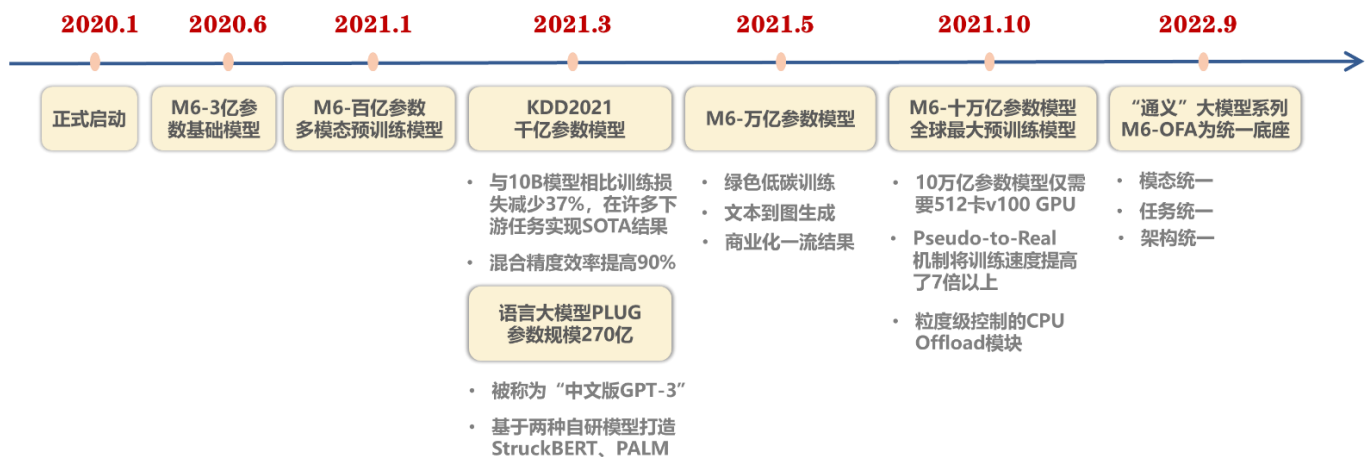 2020.1
2020.6
2021.1
2021.3
2021.5
2021.10
2022.9
正式启动
M6-3亿参
数基础模型
M6-百亿参数
多模态预训练模型
KDD2021
千亿参数模型
• 与10B模型相比训练损
失减少37%，在许多下
游任务实现SOTA结果
• 混合精度效率提高90%
语言大模型PLUG
参数规模270亿
• 被称为“中文版GPT-3”
• 基于两种自研模型打造
StruckBERT、PALM
M6-万亿参数模型
• 绿色低碳训练
• 文本到图生成
• 商业化一流结果
M6-十万亿参数模型
全球最大预训练模型
• 10万亿参数模型仅需
要512卡v100 GPU
• Pseudo-to-Real
机制将训练速度提高
了7倍以上
• 粒度级控制的CPU
Offload模块
“通义”大模型系列
M6-OFA为统一底座
• 模态统一
• 任务统一
• 架构统一